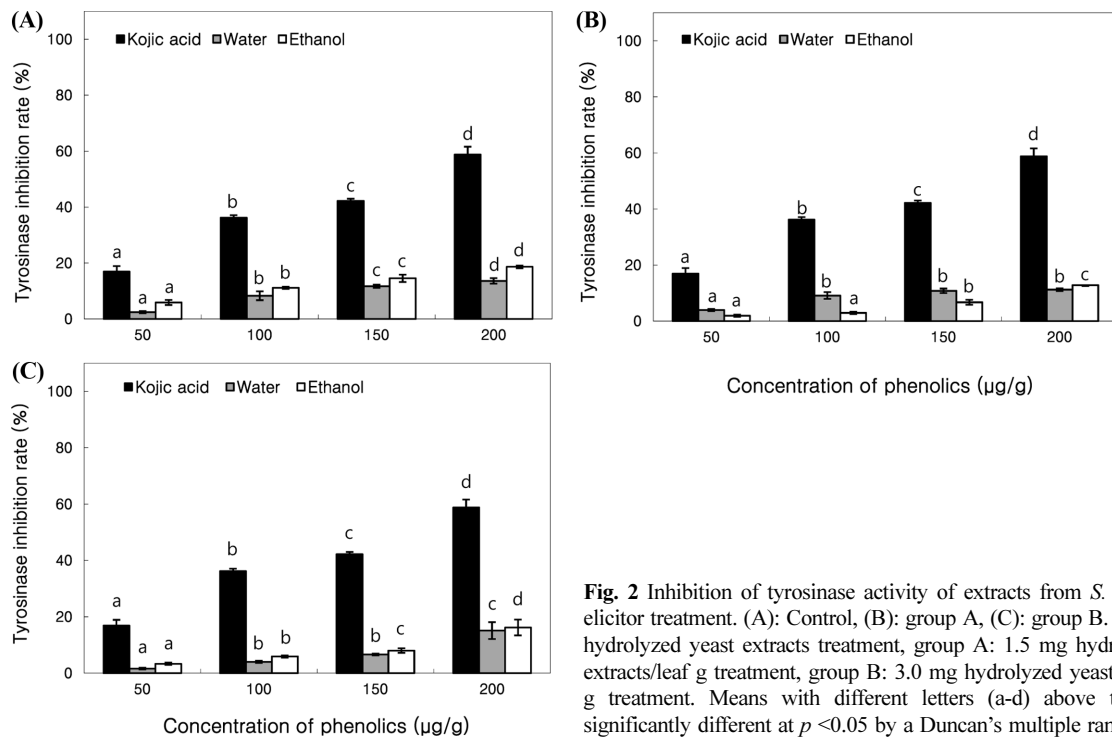 (A)
Tyrosinase inhibition rate (%)
100
80
60
40
20
0
Kojic acid Water Ethanol
a a a
b b b
c c c
d d d
50 100 150 200
(B)
Tyrosinase inhibition rate (%)
100
80
60
40
20
0
Kojic acid Water Ethanol
a a a
b b a
c b b
d b c
50 100 150 200
Concentration of phenolics (μg/g)
(C)
Tyrosinase inhibition rate (%)
100
80
60
40
20
0
Kojic acid Water Ethanol
a a a
b b b
c b c
d c d
50 100 150 200
Concentration of phenolics (μg/g)
Fig. 2 Inhibition of tyrosinase activity of extracts from S.
elicitor treatment. (A): Control, (B): group A, (C): group B.
hydrolyzed yeast extracts treatment, group A: 1.5 mg hydr
extracts/leaf g treatment, group B: 3.0 mg hydrolyzed yeast
g treatment. Means with different letters (a-d) above t
significantly different at p <0.05 by a Duncan's multiple ran